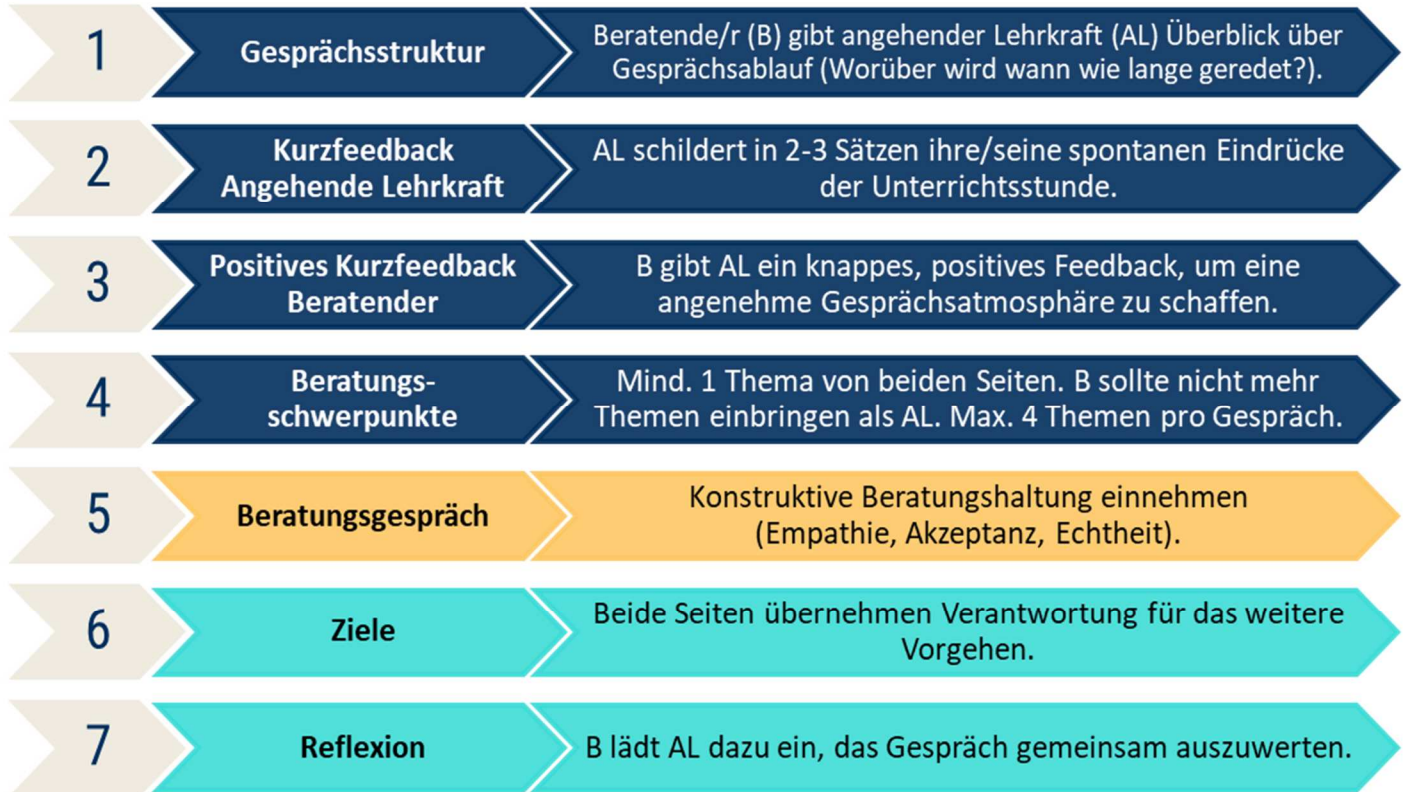 1
Gesprächsstruktur
Beratende/r (B) gibt angehender Lehrkraft (AL) Überblick über
Gesprächsablauf (Worüber wird wann wie lange geredet?).
2
Kurzfeedback
Angehende Lehrkraft
AL schildert in 2-3 Sätzen ihre/seine spontanen Eindrücke
der Unterrichtsstunde.
3
Positives Kurzfeedback
Beratender
B gibt AL ein knappes, positives Feedback, um eine
angenehme Gesprächsatmosphäre zu schaffen.
4
Beratungs-
schwerpunkte
Mind. 1 Thema von beiden Seiten. B sollte nicht mehr
Themen einbringen als AL. Max. 4 Themen pro Gespräch.
5
Beratungsgespräch
Konstruktive Beratungshaltung einnehmen
(Empathie, Akzeptanz, Echtheit).
6
Ziele
Beide Seiten übernehmen Verantwortung für das weitere
Vorgehen.
7
Reflexion
B lädt AL dazu ein, das Gespräch gemeinsam auszuwerten.